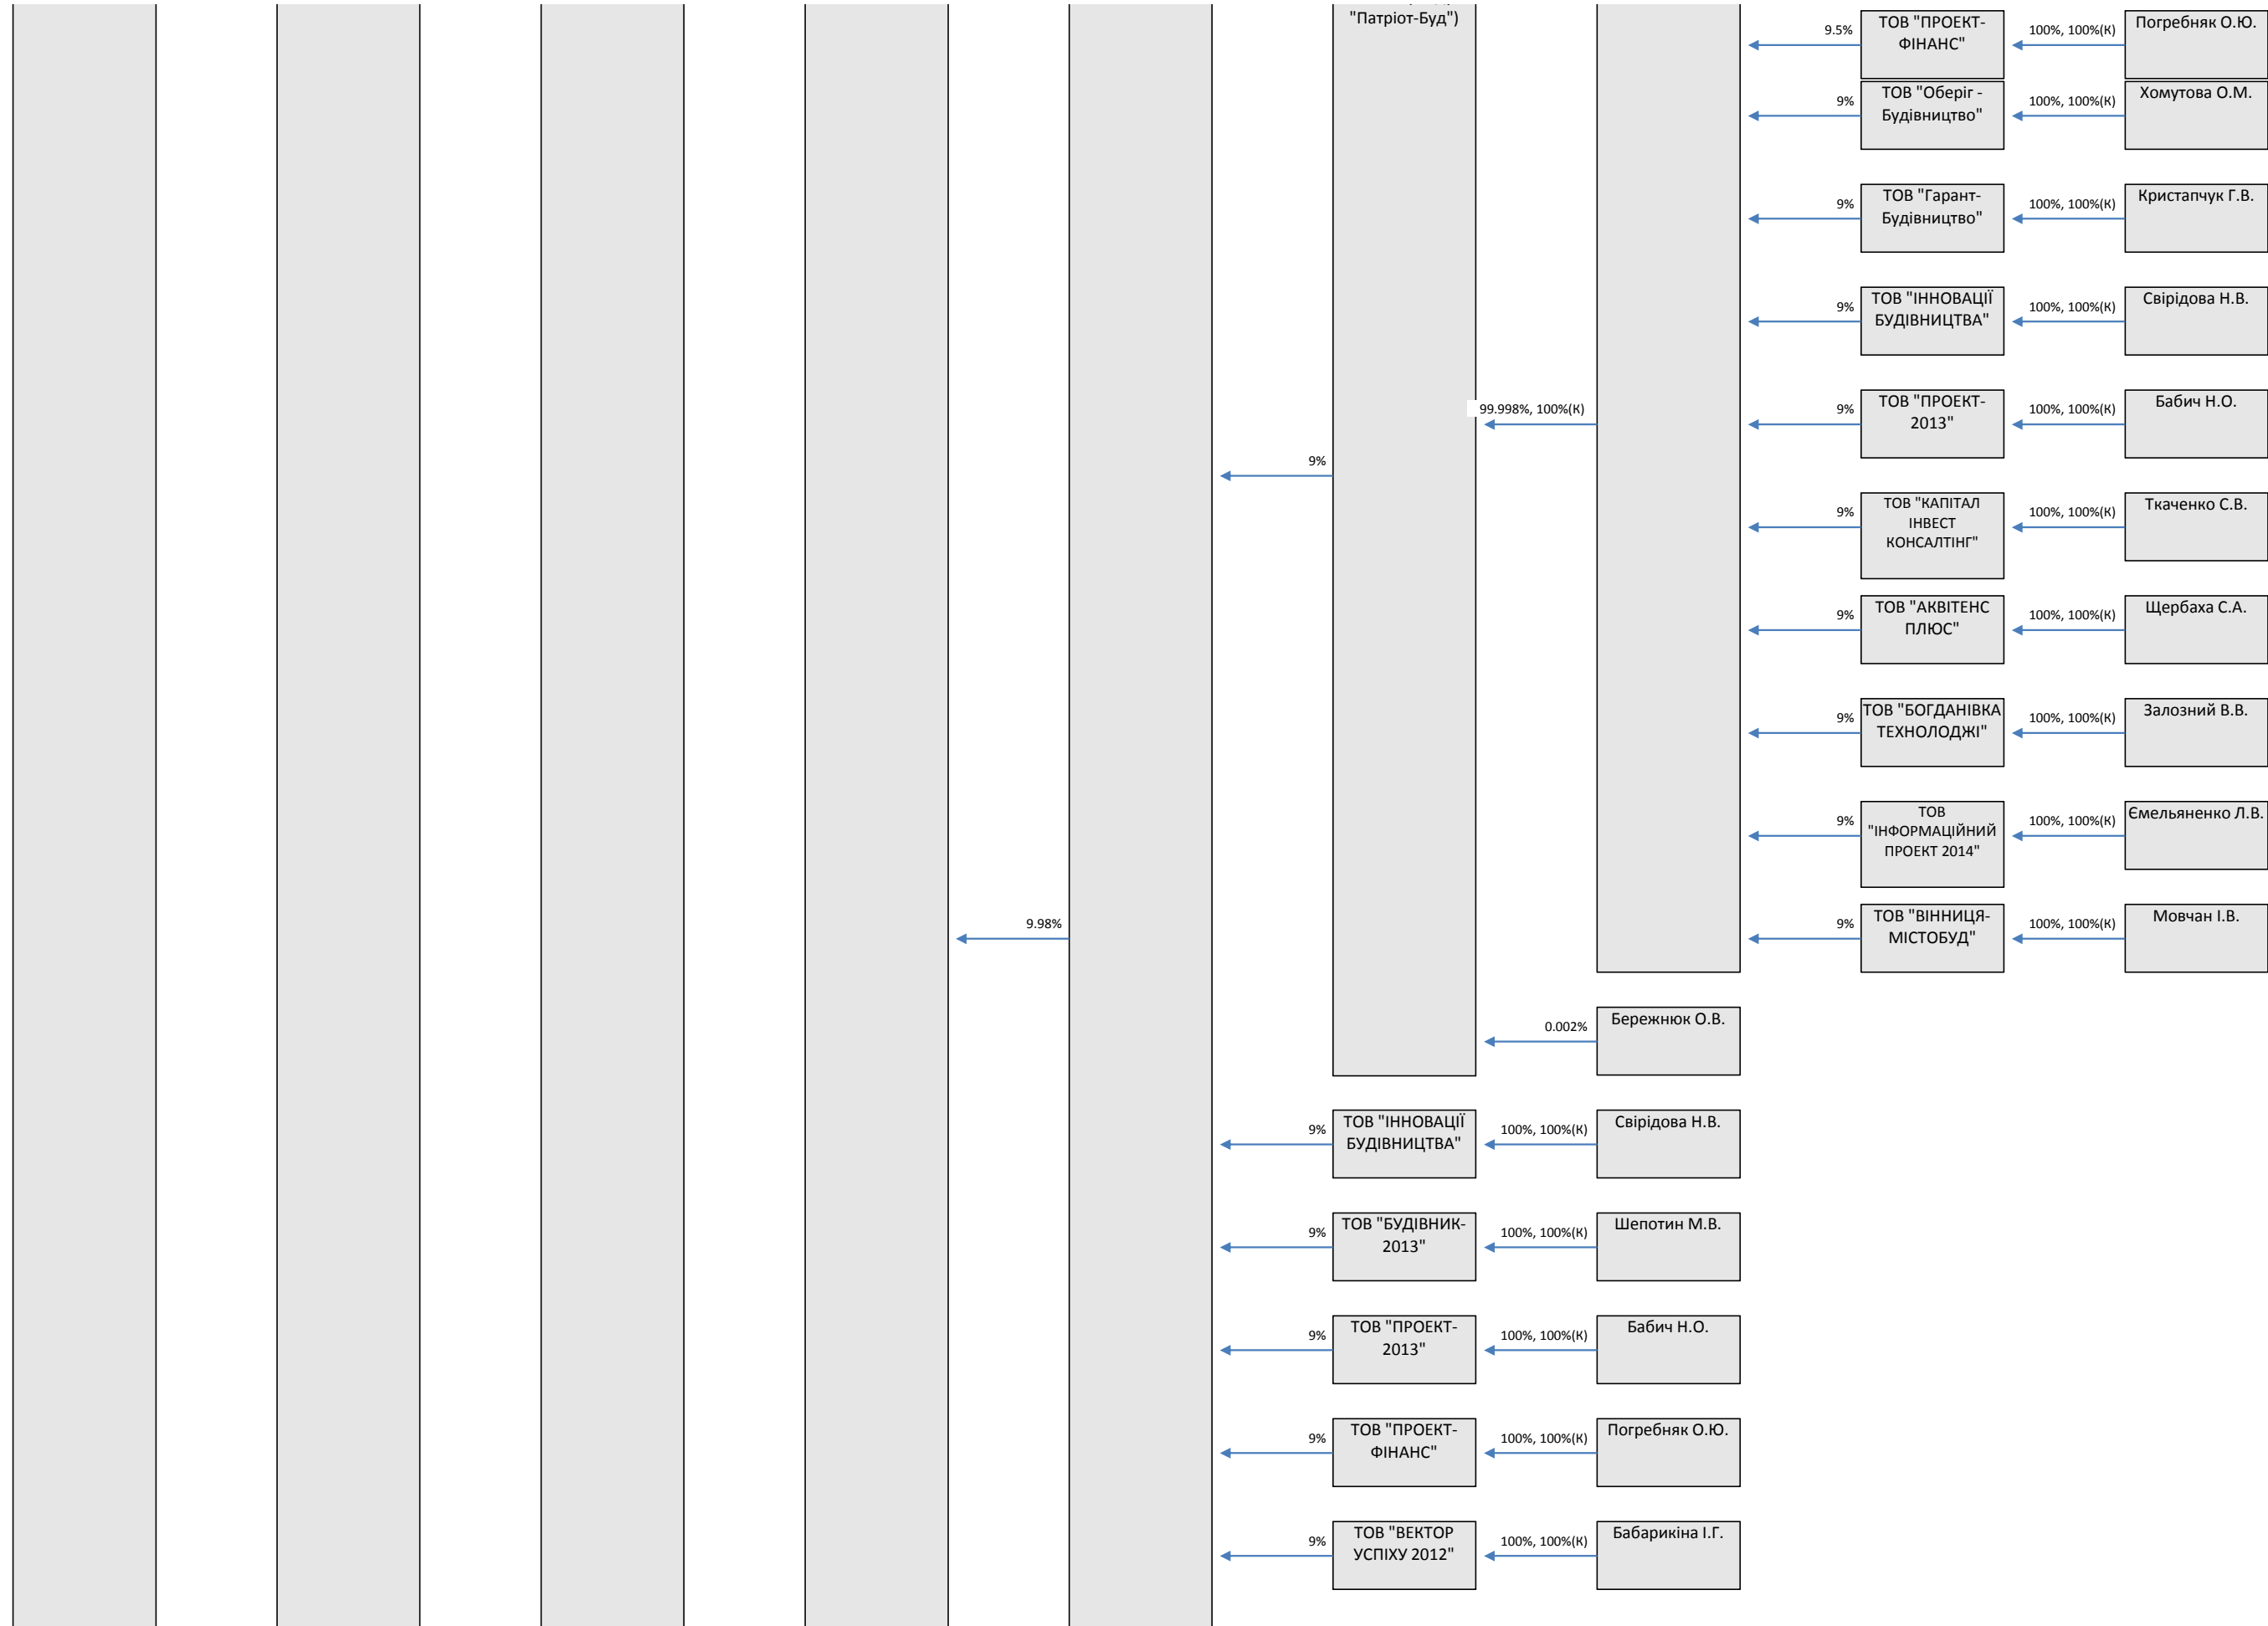 "Патріот-Буд")
9.5%
ТОВ "ПРОЕКТ-
ФІНАНС"
100%, 100%(К)
Погребняк О.Ю.
9%
ТОВ "Оберіг -
Будівництво"
100%, 100%(К)
Хомутова О.М.
9%
ТОВ "Гарант-
Будівництво"
100%, 100%(К)
Кристапчук Г.В.
9%
ТОВ "ІННОВАЦІЇ
БУДІВНИЦТВА"
100%, 100%(К)
Свірідова Н.В.
99.998%, 100%(К)
9%
ТОВ "ПРОЕКТ-
2013"
100%, 100%(К)
Бабич Н.О.
9%
9%
ТОВ "КАПІТАЛ
ІНВЕСТ
КОНСАЛТІНГ"
100%, 100%(К)
Ткаченко С.В.
9%
ТОВ "АКВІТЕНС
ПЛЮС"
100%, 100%(К)
Щербаха С.А.
9%
ТОВ "БОГДАНІВКА
ТЕХНОЛОДЖІ"
100%, 100%(К)
Залозний В.В.
9%
ТОВ
"ІНФОРМАЦІЙНИЙ
ПРОЕКТ 2014"
100%, 100%(К)
Ємельяненко Л.В.
9.98%
9%
ТОВ "ВІННИЦЯ-
МІСТОБУД"
100%, 100%(К)
Мовчан І.В.
0.002%
Бережнюк О.В.
9%
ТОВ "ІННОВАЦІЇ
БУДІВНИЦТВА"
100%, 100%(К)
Свірідова Н.В.
9%
ТОВ "БУДІВНИК-
2013"
100%, 100%(К)
Шепотин М.В.
9%
ТОВ "ПРОЕКТ-
2013"
100%, 100%(К)
Бабич Н.О.
9%
ТОВ "ПРОЕКТ-
ФІНАНС"
100%, 100%(К)
Погребняк О.Ю.
9%
ТОВ "ВЕКТОР
УСПІХУ 2012"
100%, 100%(К)
Бабарикіна І.Г.